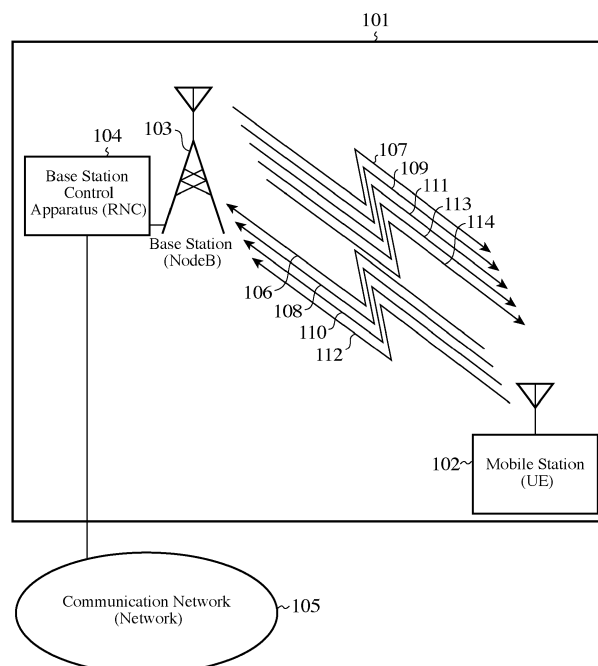 101
104
103
Base Station
Control
Apparatus (RNC)
Base Station
(NodeB)
107
109
111
113
114
106
108
110
112
102
Mobile Station
(UE)
Communication Network
(Network)
105